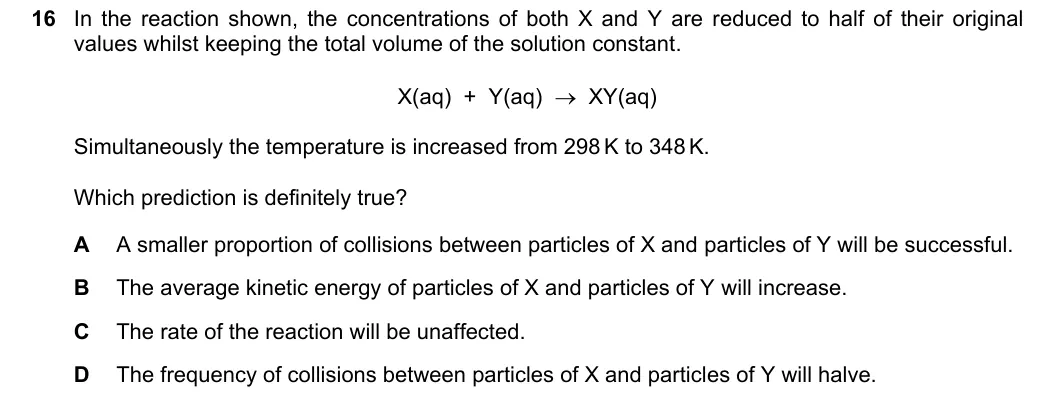 16 In the reaction shown, the concentrations of both X and Y are reduced to half of their original
values whilst keeping the total volume of the solution constant.
X(aq) + Y(aq) → XY(aq)
Simultaneously the temperature is increased from 298 K to 348 K.
Which prediction is definitely true?
A A smaller proportion of collisions between particles of X and particles of Y will be successful.
B The average kinetic energy of particles of X and particles of Y will increase.
C The rate of the reaction will be unaffected.
D The frequency of collisions between particles of X and particles of Y will halve.